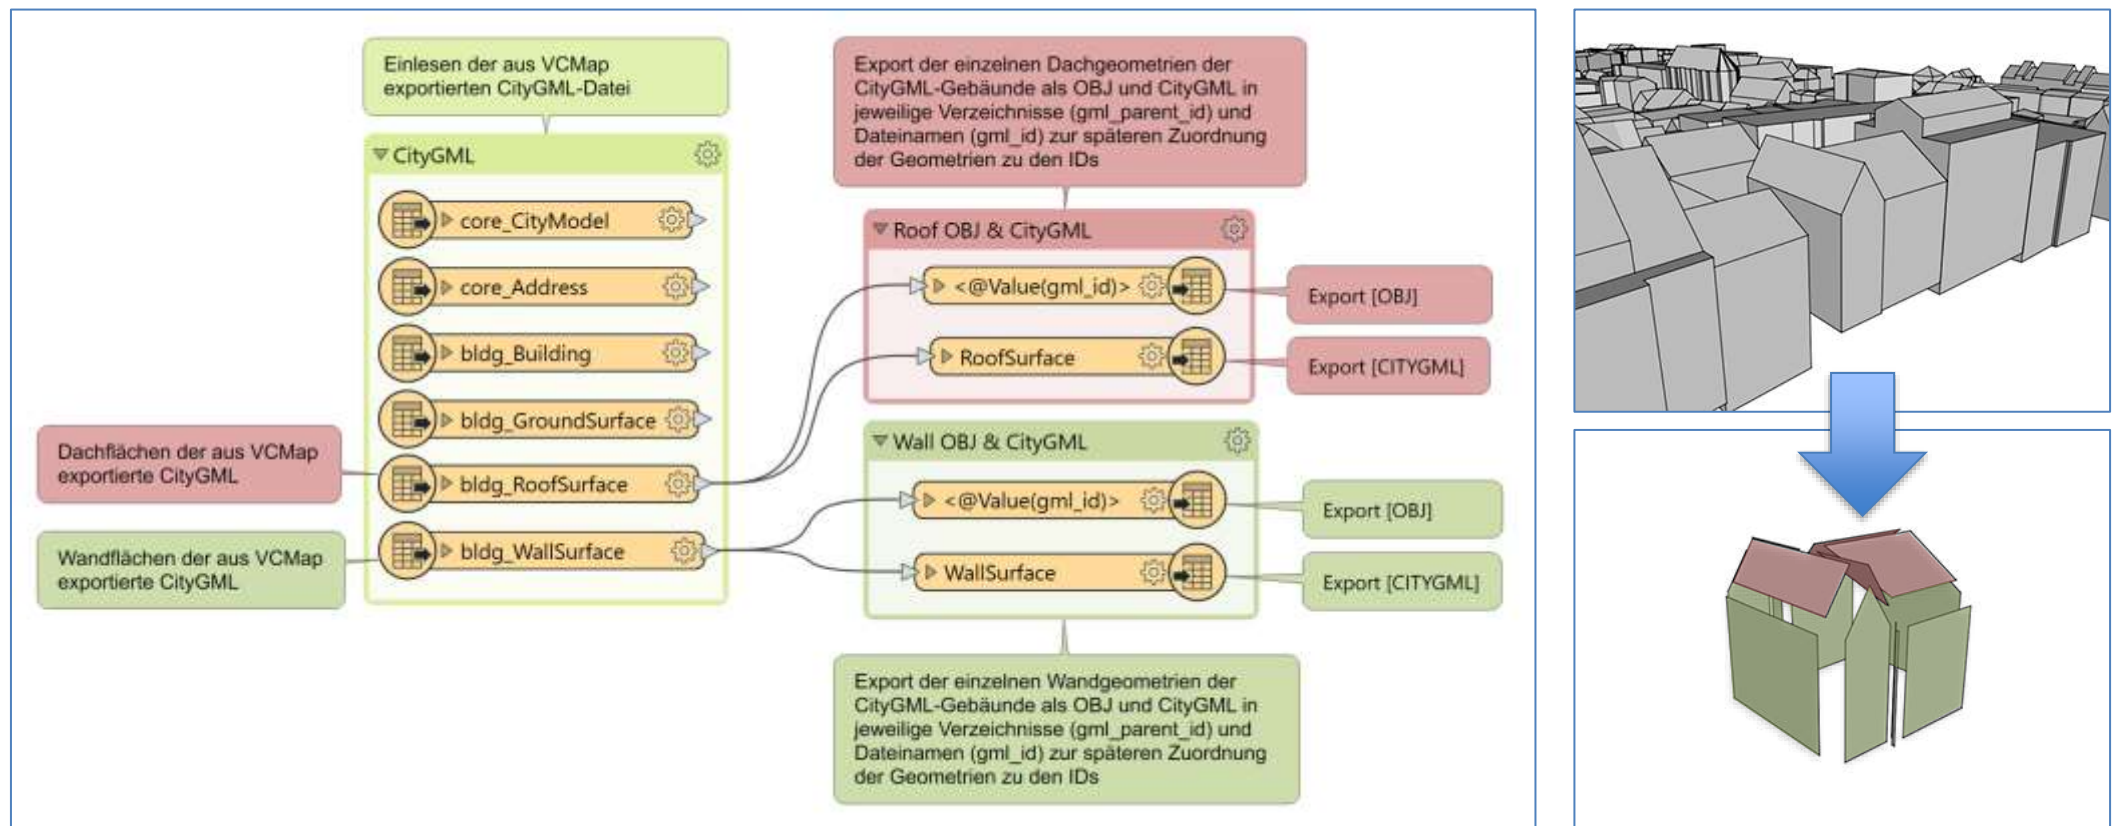 Einlesen der aus VCMap
exportierten CityGML-Datei
CityGML
core_CityModel
core_Address
bldg_Building
bldg_GroundSurface
bldg_RoofSurface
bldg_WallSurface
Dachflächen der aus VCMap
exportierte CityGML
Wandflächen der aus VCMap
exportierte CityGML
Export der einzelnen Dachgeometrien der
CityGML-Gebäunde als OBJ und CityGML in
jeweilige Verzeichnisse (gml_parent_id) und
Dateinamen (gml_id) zur späteren Zuordnung
der Geometrien zu den IDs
Roof OBJ & CityGML
<@Value(gml_id)>
Export [OBJ]
RoofSurface
Export [CITYGML]
Wall OBJ & CityGML
<@Value(gml_id)>
Export [OBJ]
WallSurface
Export [CITYGML]
Export der einzelnen Wandgeometrien der
CityGML-Gebäunde als OBJ und CityGML in
jeweilige Verzeichnisse (gml_parent_id) und
Dateinamen (gml_id) zur späteren Zuordnung
der Geometrien zu den IDs